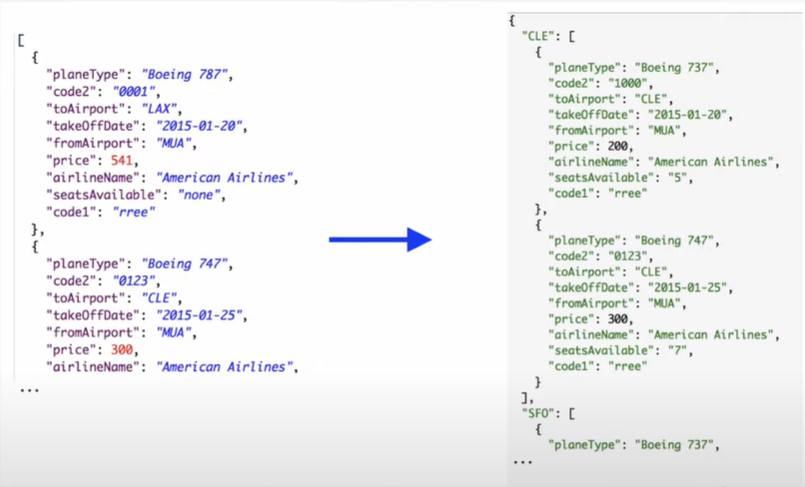 [
{
"planeType": "Boeing 787",
"code2": "0001",
"toAirport": "LAX",
"takeOffDate": "2015-01-20",
"fromAirport": "MUA",
"price": 541,
"airlineName": "American Airlines",
"seatsAvailable": "none",
"code1": "rree"
},
{
"planeType": "Boeing 747",
"code2": "0123",
"toAirport": "CLE",
"takeOffDate": "2015-01-25",
"fromAirport": "MUA",
"price": 300,
"airlineName": "American Airlines",
...
{
"CLE": [
{
"planeType": "Boeing 737",
"code2": "1000",
"toAirport": "CLE",
"takeOffDate": "2015-01-20",
"fromAirport": "MUA",
"price": 200,
"airlineName": "American Airlines",
"seatsAvailable": "5",
"code1": "rree"
},
{
"planeType": "Boeing 747",
"code2": "0123",
"toAirport": "CLE",
"takeOffDate": "2015-01-25",
"fromAirport": "MUA",
"price": 300,
"airlineName": "American Airlines",
"seatsAvailable": "7",
"code1": "rree"
}
],
"SFO": [
{
"planeType": "Boeing 737",
...